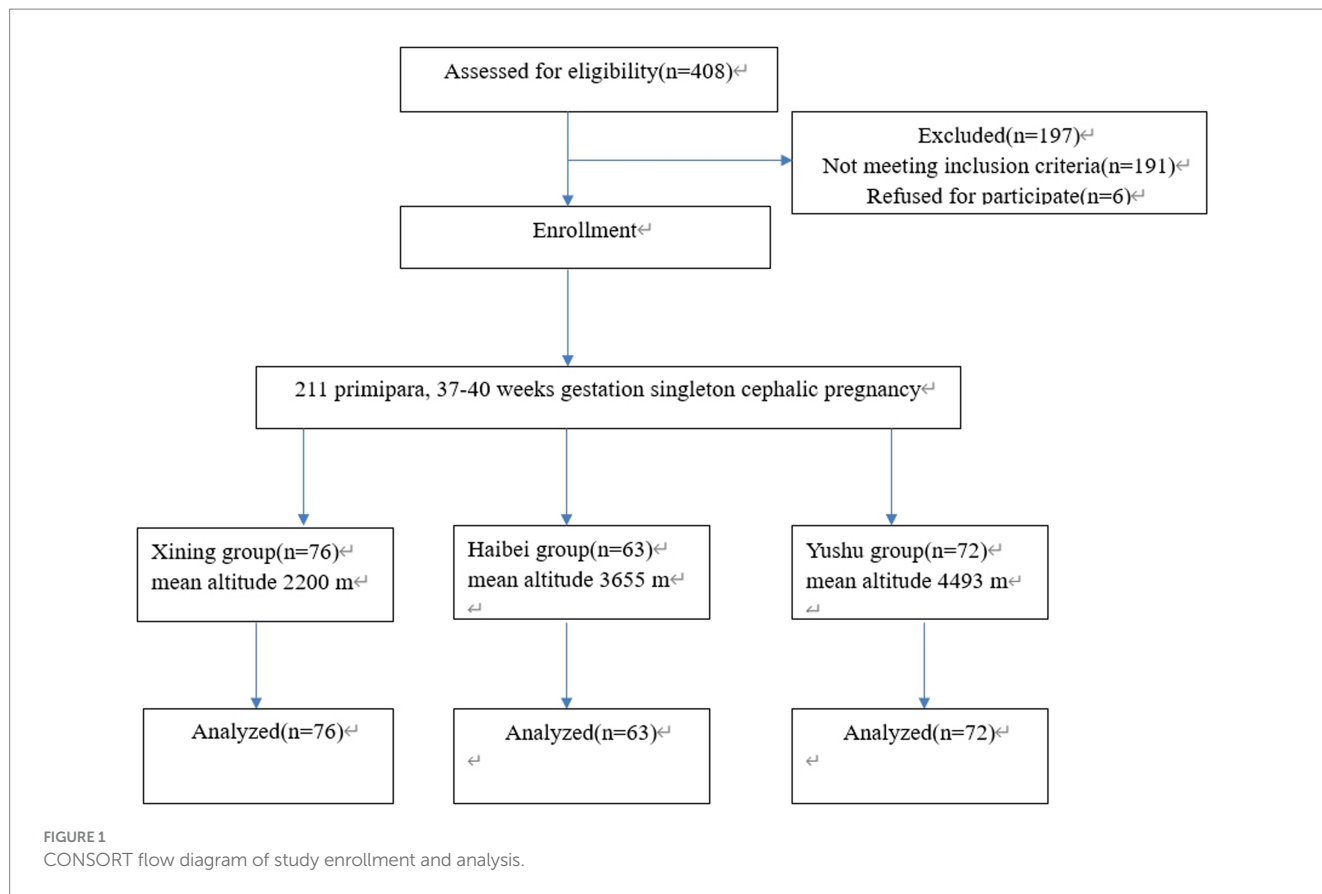 Assessed for eligibility(n=408)↵
Excluded(n=197)↵
Not meeting inclusion criteria(n=191)↵
Refused for participate(n=6)↵
Enrollment↵
211 primipara, 37-40 weeks gestation singleton cephalic pregnancy↵
Xining group(n=76)↵
mean altitude 2200 m↵
Haibei group(n=63)↵
mean altitude 3655 m↵
↵
Yushu group(n=72)↵
mean altitude 4493 m↵
↵
Analyzed(n=76)↵
Analyzed(n=63)↵
↵
Analyzed(n=72)↵
↵
FIGURE 1
CONSORT flow diagram of study enrollment and analysis.